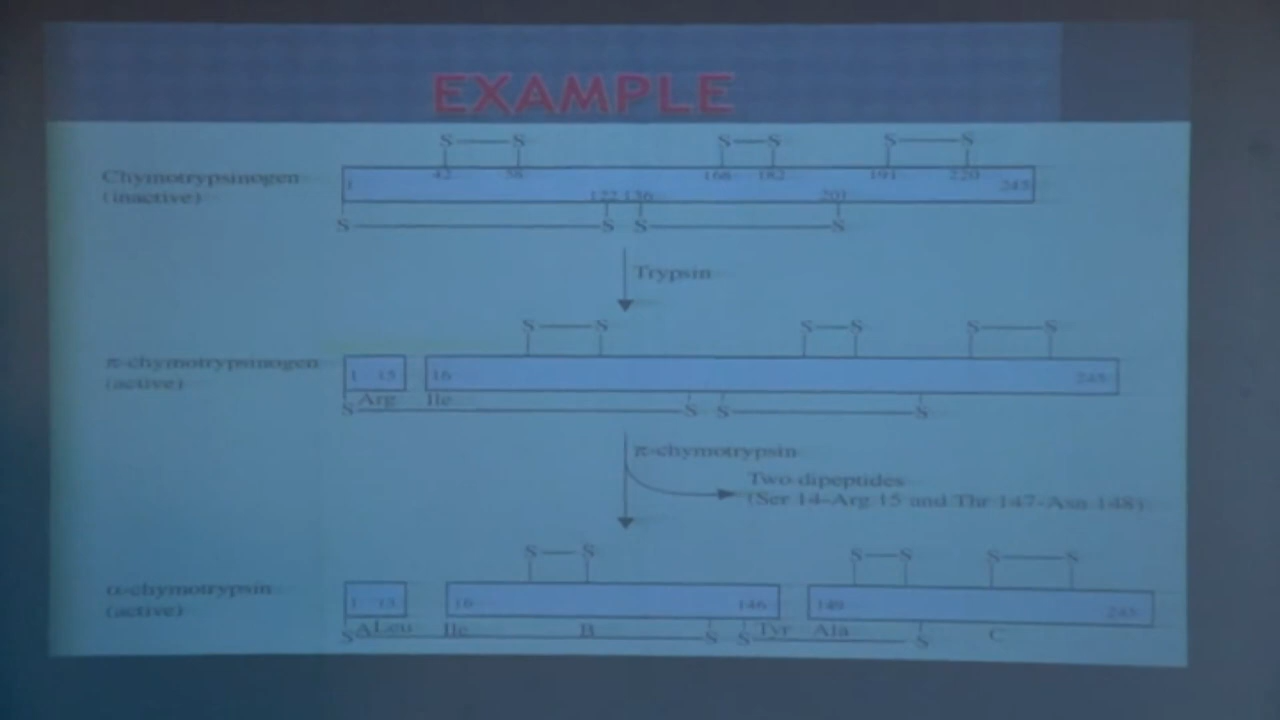 EXAMPLE
S S S S S S
Chymotrypsinogen
(inactive)
1 42 58 168 182 191 220 245
122 136 201
S S S S
Trypsin
S S S S S S
π-chymotrypsinogen
(active)
1 15 16 245
Arg Ile
S S S S
π-chymotrypsin
Two dipeptides
(Ser 14-Arg 15 and Thr 147-Asn 148)
S S S S S S
α-chymotrypsin
(active)
1 13 16 146 149 245
A Leu Ile B Tyr Ala C
S S S S